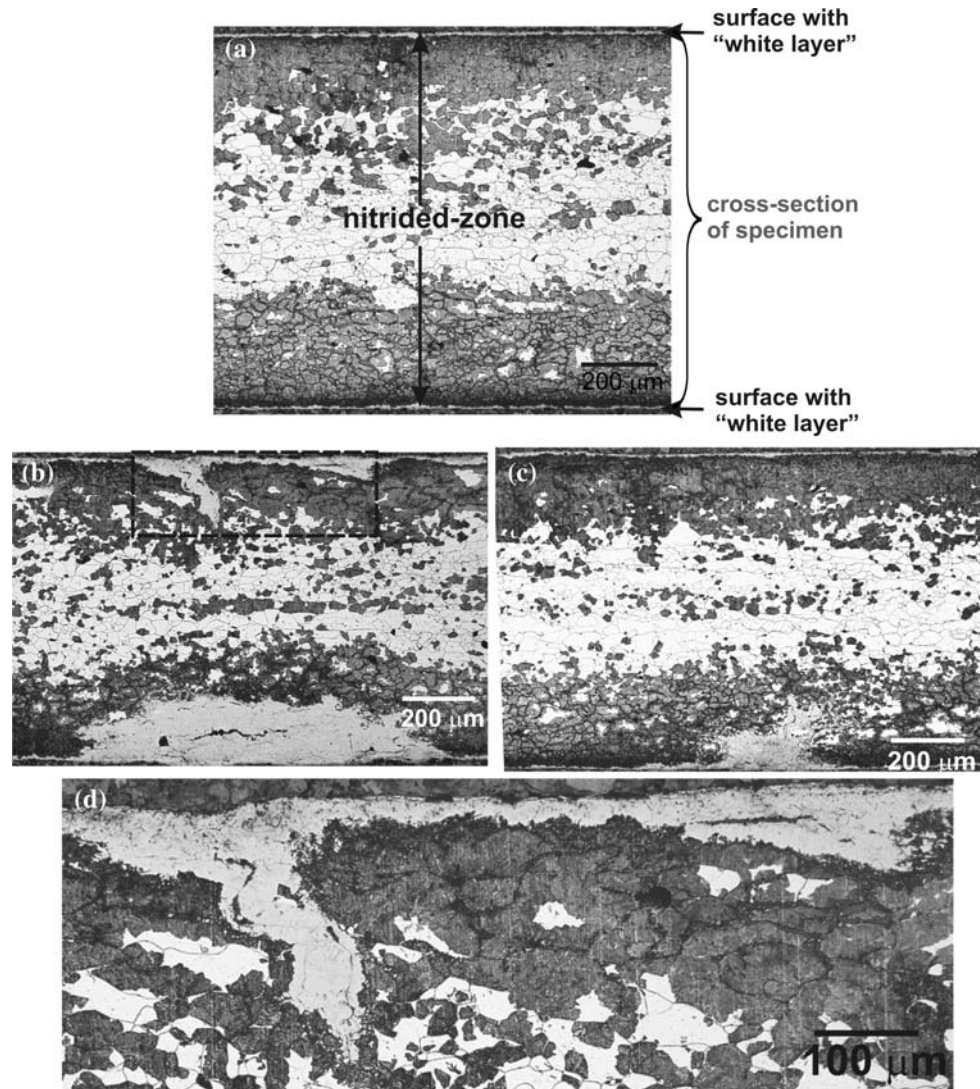 surface with
“white layer”
(a)
cross-section
of specimen
nitrided-zone
200 μm
surface with
“white layer”
(b)
(c)
200 μm
200 μm
(d)
100 μm